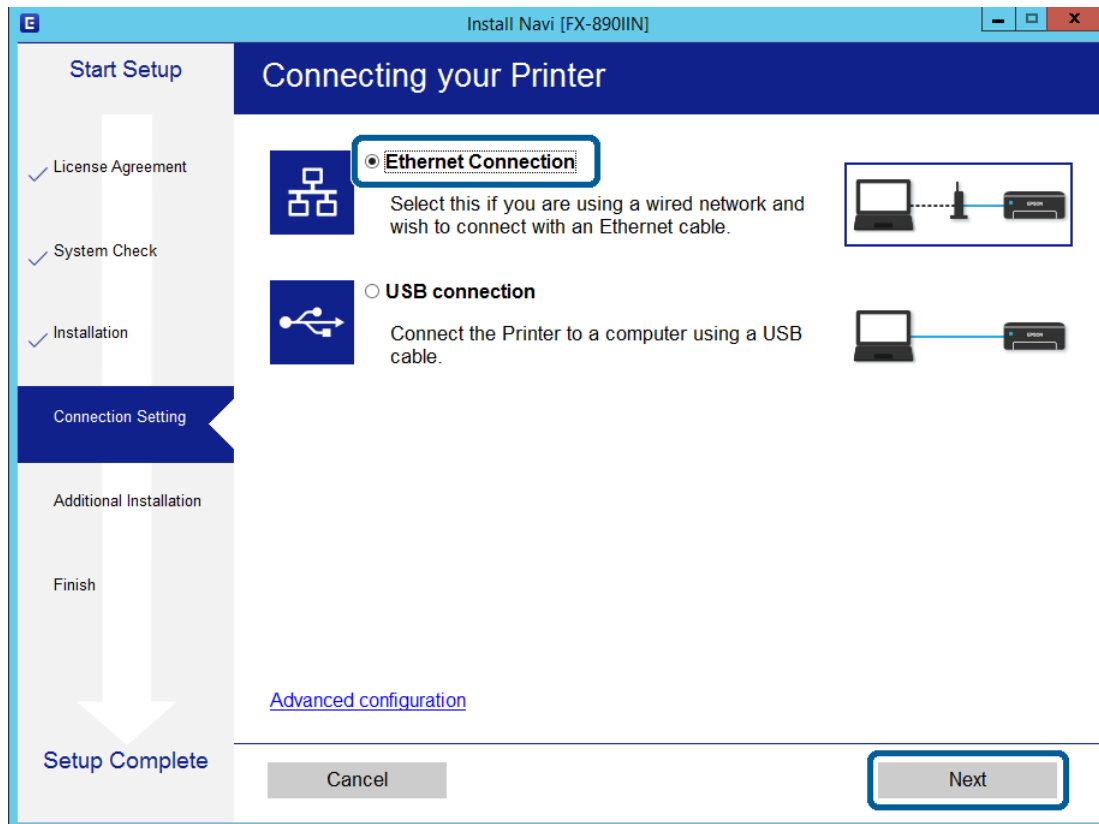 Install Navi [FX-890IIN]
Start Setup
Connecting your Printer
License Agreement
System Check
Installation
Connection Setting
Additional Installation
Finish
Setup Complete
Ethernet Connection
Select this if you are using a wired network and
wish to connect with an Ethernet cable.
EPSON
USB connection
Connect the Printer to a computer using a USB
cable.
EPSON
Advanced configuration
Cancel
Next